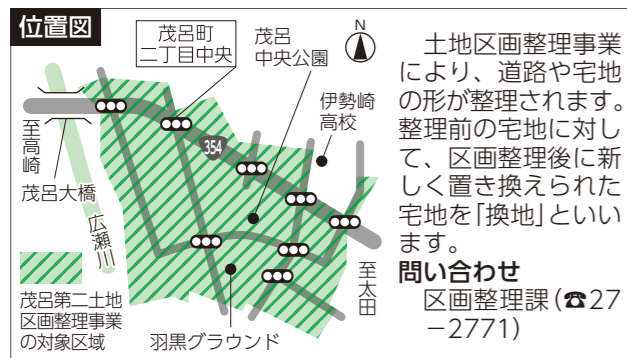 位置図
茂呂町
二丁目中央
茂呂
中央公園
N
伊勢崎
高校
354
至高崎
茂呂大橋
広瀬川
至太田
茂呂第二土地
区画整理事業
の対象区域
羽黒グラウンド
土地区画整理事業
により、道路や宅地
の形が整理されます。
整理前の宅地に対し
て、区画整理後に新
しく置き換えられた
宅地を「換地」といい
ます。
問い合わせ
区画整理課(☎27
－2771)